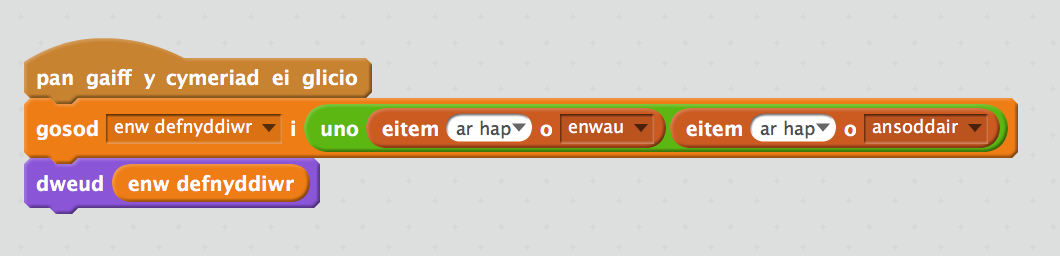 pan gaiff y cymeriad ei glicio
gosod enw defnyddiwr i uno eitem ar hap o enwau eitem ar hap o ansoddair
dweud enw defnyddiwr